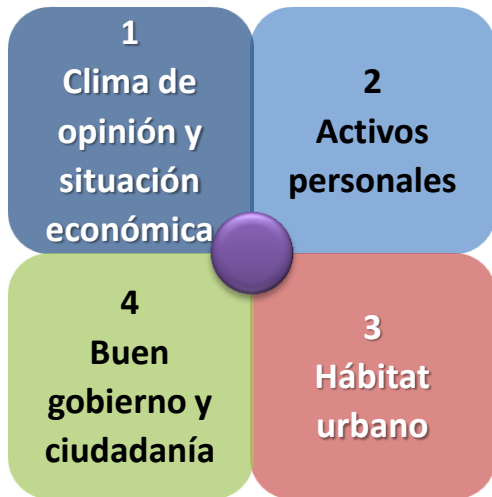 1
Clima de
opinión y
situación
económica
2
Activos
personales
4
Buen
gobierno y
ciudadanía
3
Hábitat
urbano